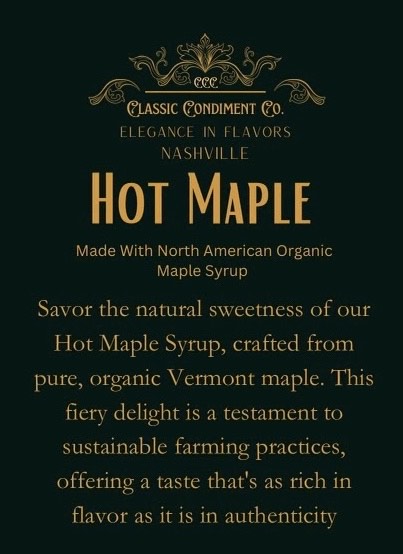 CCC
Classic Condiment Co.
ELEGANCE IN FLAVORS
NASHVILLE
HOT MAPLE
Made With North American Organic
Maple Syrup
Savor the natural sweetness of our
Hot Maple Syrup, crafted from
pure, organic Vermont maple. This
fiery delight is a testament to
sustainable farming practices,
offering a taste that's as rich in
flavor as it is in authenticity